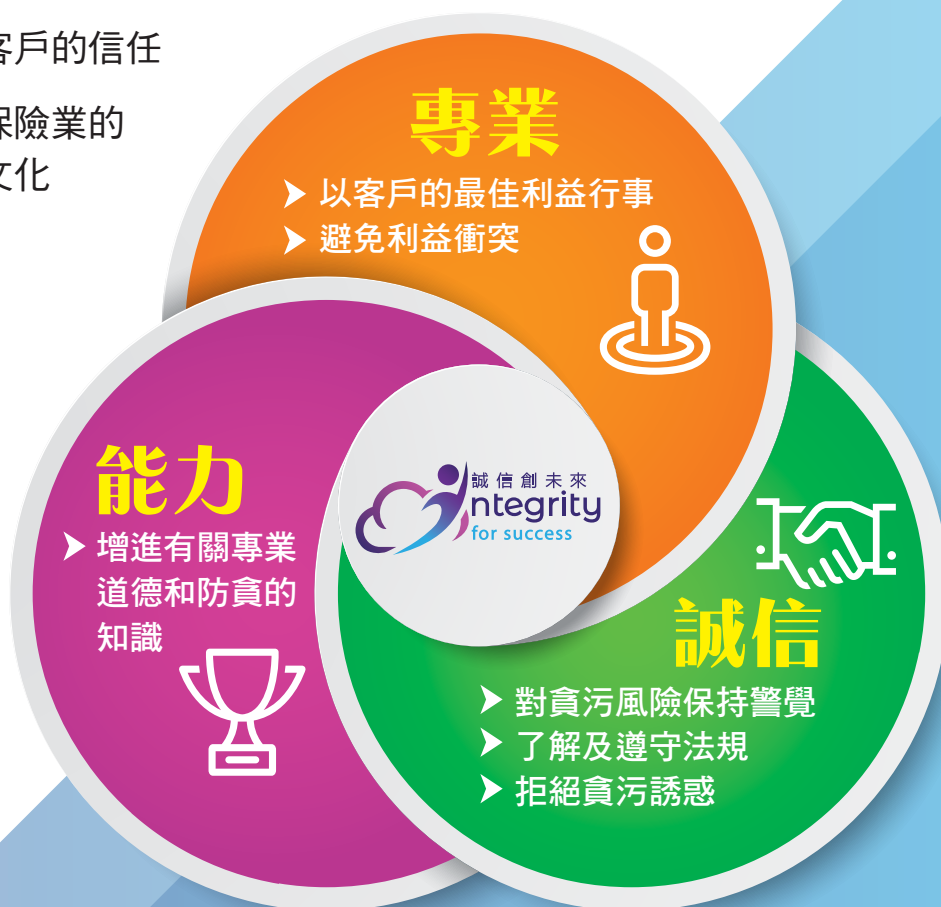 客戶的信任
保險業的
文化
專業
➤ 以客戶的最佳利益行事
➤ 避免利益衝突
能力
➤ 增進有關專業
道德和防貪的
知識
誠信創未來
ntegrity
for success
誠信
➤ 對貪污風險保持警覺
➤ 了解及遵守法規
➤ 拒絕貪污誘惑